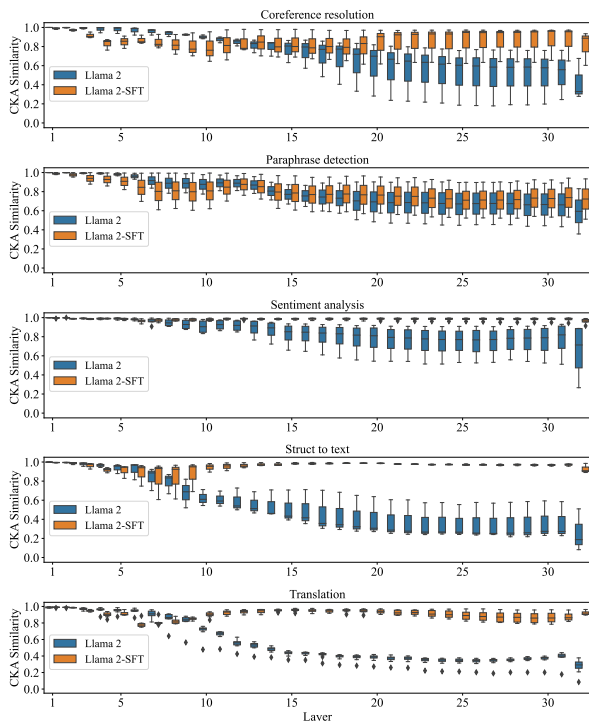 Coreference resolution
CKA Similarity
1.0
0.8
0.6
0.4
0.2
0.0
Llama 2
Llama 2-SFT
1 5 10 15 20 25 30
Paraphrase detection
CKA Similarity
1.0
0.8
0.6
0.4
0.2
0.0
Llama 2
Llama 2-SFT
1 5 10 15 20 25 30
Sentiment analysis
CKA Similarity
1.0
0.8
0.6
0.4
0.2
0.0
Llama 2
Llama 2-SFT
1 5 10 15 20 25 30
Struct to text
CKA Similarity
1.0
0.8
0.6
0.4
0.2
0.0
Llama 2
Llama 2-SFT
1 5 10 15 20 25 30
Translation
CKA Similarity
1.0
0.8
0.6
0.4
0.2
0.0
Llama 2
Llama 2-SFT
1 5 10 15 20 25 30
Layer